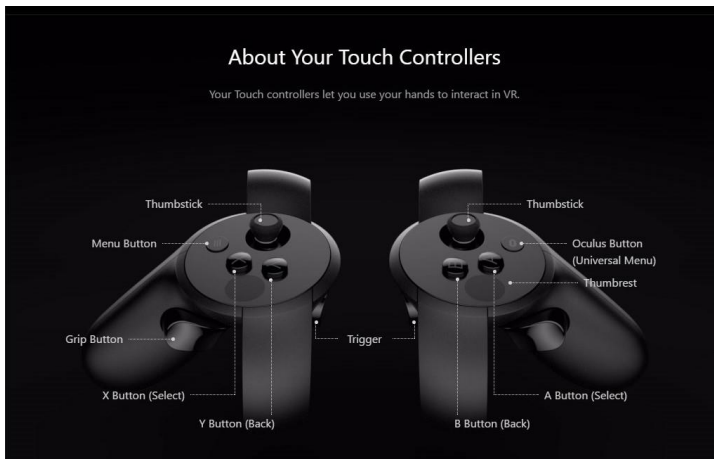 About Your Touch Controllers
Your Touch controllers let you use your hands to interact in VR.
Thumbstick
Thumbstick
Menu Button
Oculus Button
(Universal Menu)
Thumbrest
Grip Button
Trigger
X Button (Select)
A Button (Select)
Y Button (Back)
B Button (Back)